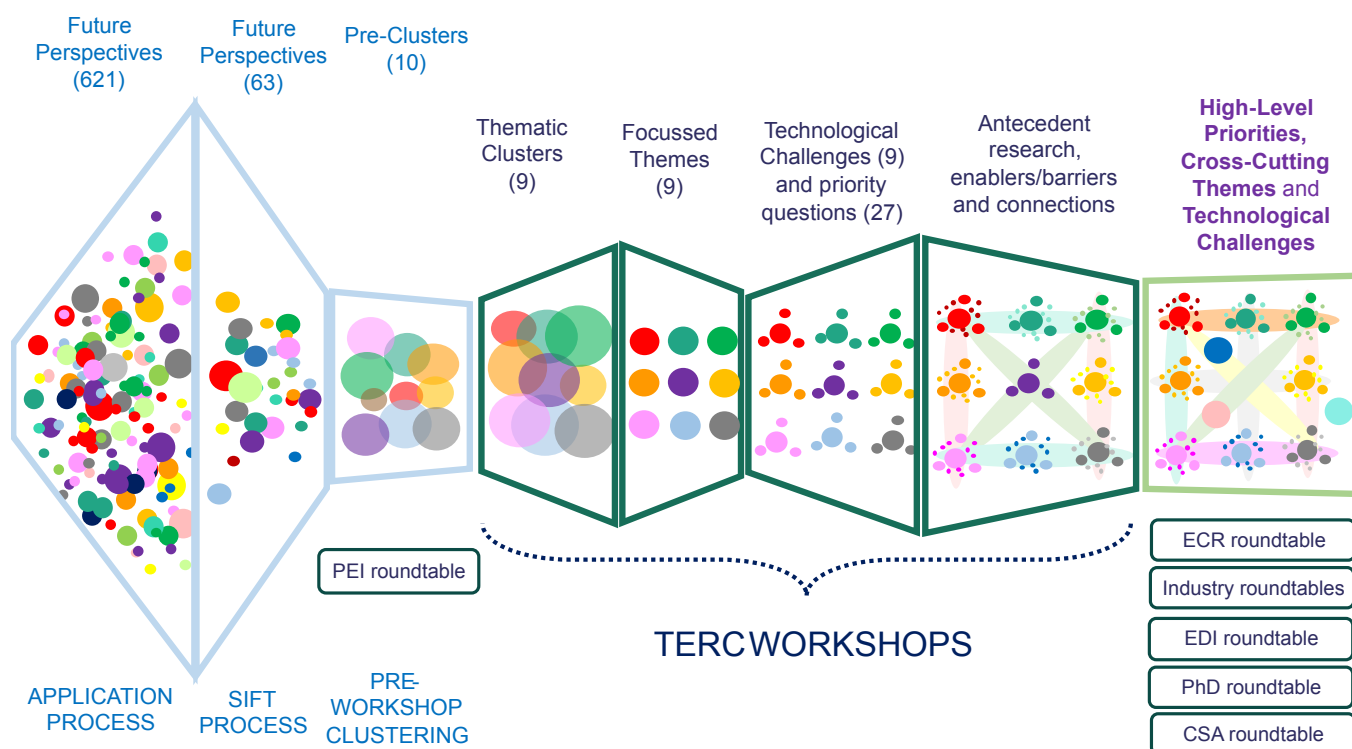 Future
Perspectives
(621)
Future
Perspectives
(63)
Pre-Clusters
(10)
Thematic
Clusters
(9)
Focussed
Themes
(9)
Technological
Challenges (9)
and priority
questions (27)
Antecedent
research,
enablers/barriers
and connections
High-Level
Priorities,
Cross-Cutting
Themes and
Technological
Challenges
PEI roundtable
ECR roundtable
Industry roundtables
EDI roundtable
PhD roundtable
CSA roundtable
TERC WORKSHOPS
APPLICATION
PROCESS
SIFT
PROCESS
PRE-
WORKSHOP
CLUSTERING